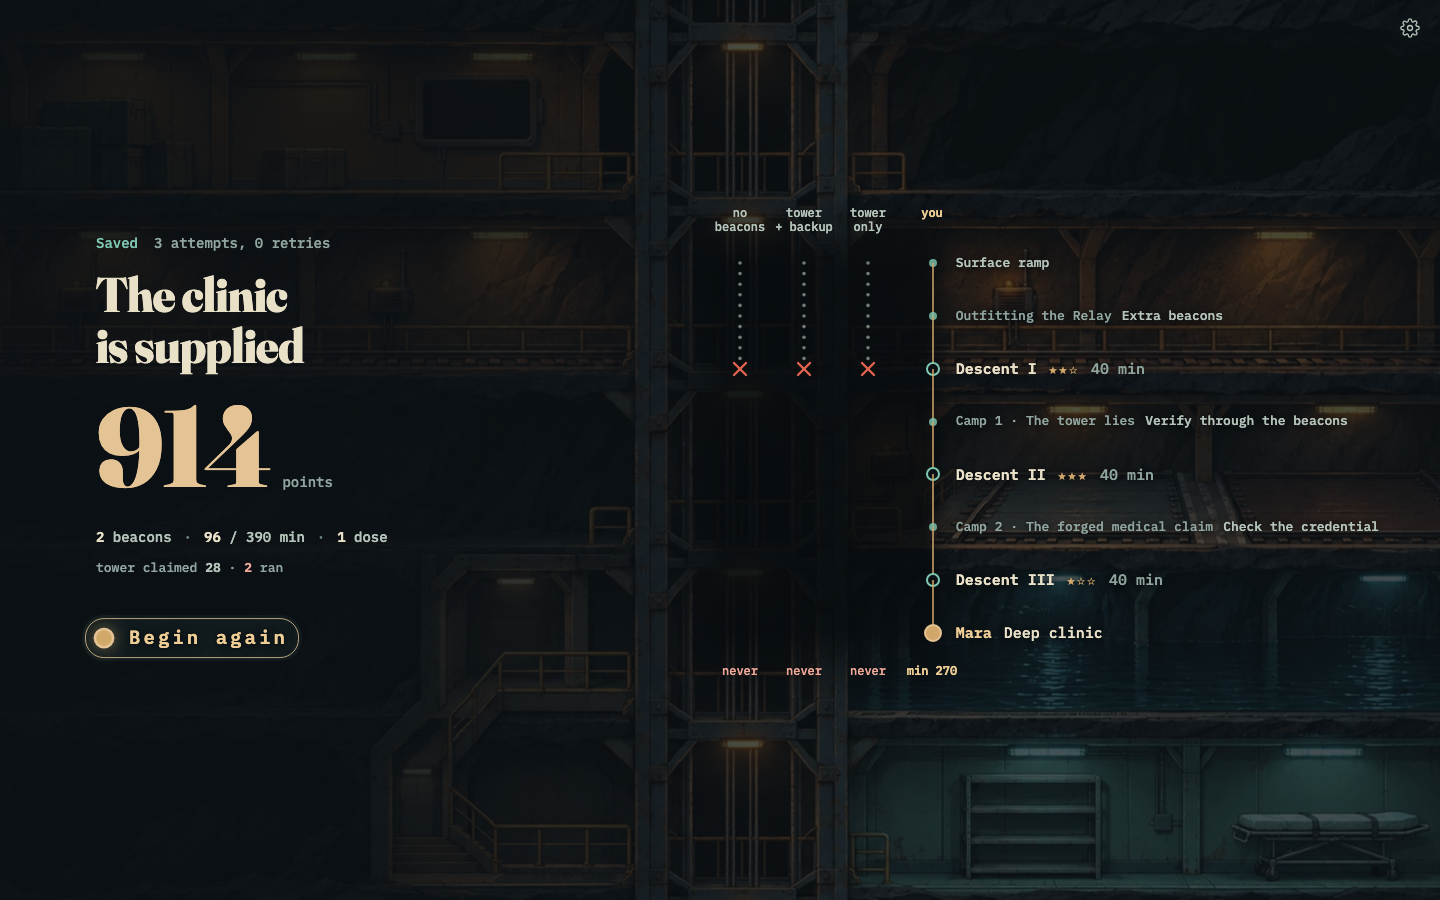 Saved 3 attempts, 0 retries
The clinic
is supplied
914 points
2 beacons · 96 / 390 min · 1 dose
tower claimed 28 · 2 ran
Begin again
no beacons
tower + backup
tower only
you
Surface ramp
Outfitting the Relay Extra beacons
Descent I ★★☆ 40 min
Camp 1 · The tower lies Verify through the beacons
Descent II ★★★ 40 min
Camp 2 · The forged medical claim Check the credential
Descent III ★☆☆ 40 min
Mara Deep clinic
never never never min 270